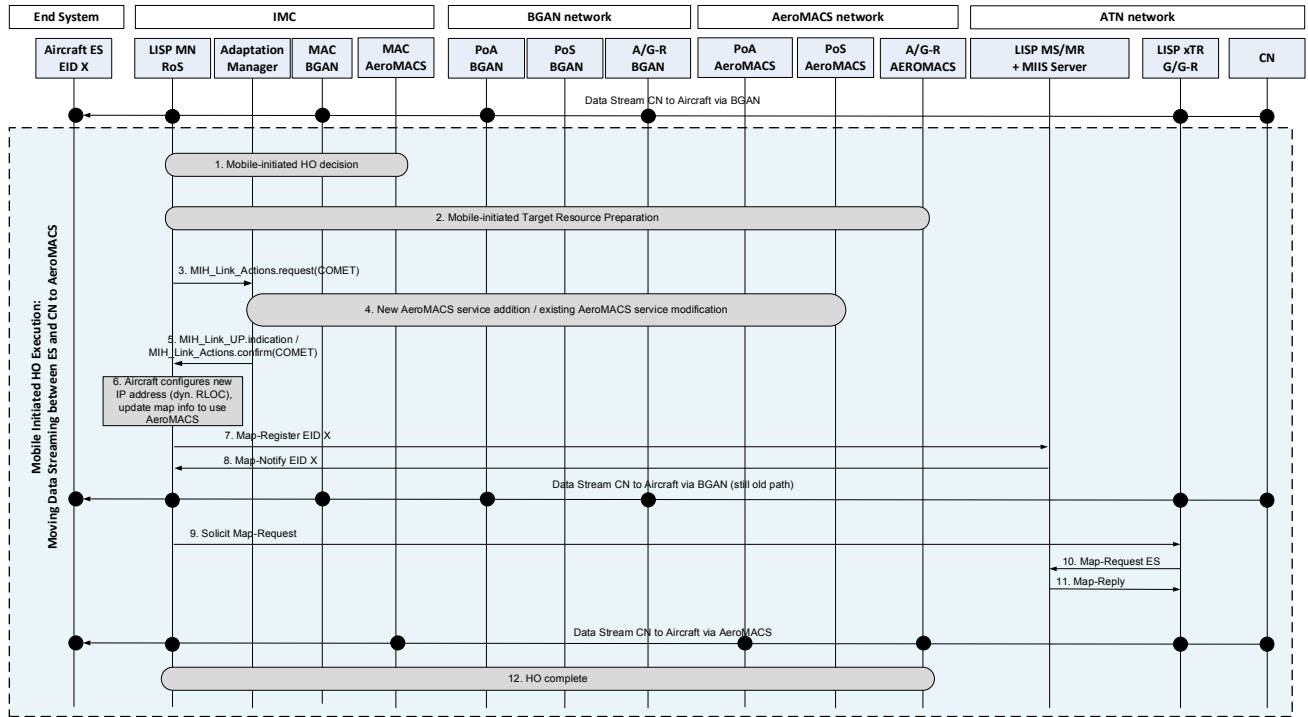 End System
IMC
BGAN network
AeroMACS network
ATN network
Aircraft ES
EID X
LISP MN
RoS
Adaptation
Manager
MAC
BGAN
MAC
AeroMACS
PoA
BGAN
PoS
BGAN
A/G-R
BGAN
PoA
AeroMACS
PoS
AeroMACS
A/G-R
AEROMACS
LISP MS/MR
+ MIIS Server
LISP xTR
G/G-R
CN
Data Stream CN to Aircraft via BGAN
Mobile Initiated HO Execution:
Moving Data Streaming between ES and CN to AeroMACS
1. Mobile-initiated HO decision
2. Mobile-initiated Target Resource Preparation
3. MIH_Link_Actions.request(COMET)
4. New AeroMACS service addition / existing AeroMACS service modification
5. MIH_Link_UP.indication /
MIH_Link_Actions.confirm(COMET)
6. Aircraft configures new
IP address (dyn. RLOC),
update map info to use
AeroMACS
7. Map-Register EID X
8. Map-Notify EID X
Data Stream CN to Aircraft via BGAN (still old path)
9. Solicit Map-Request
10. Map-Request ES
11. Map-Reply
Data Stream CN to Aircraft via AeroMACS
12. HO complete